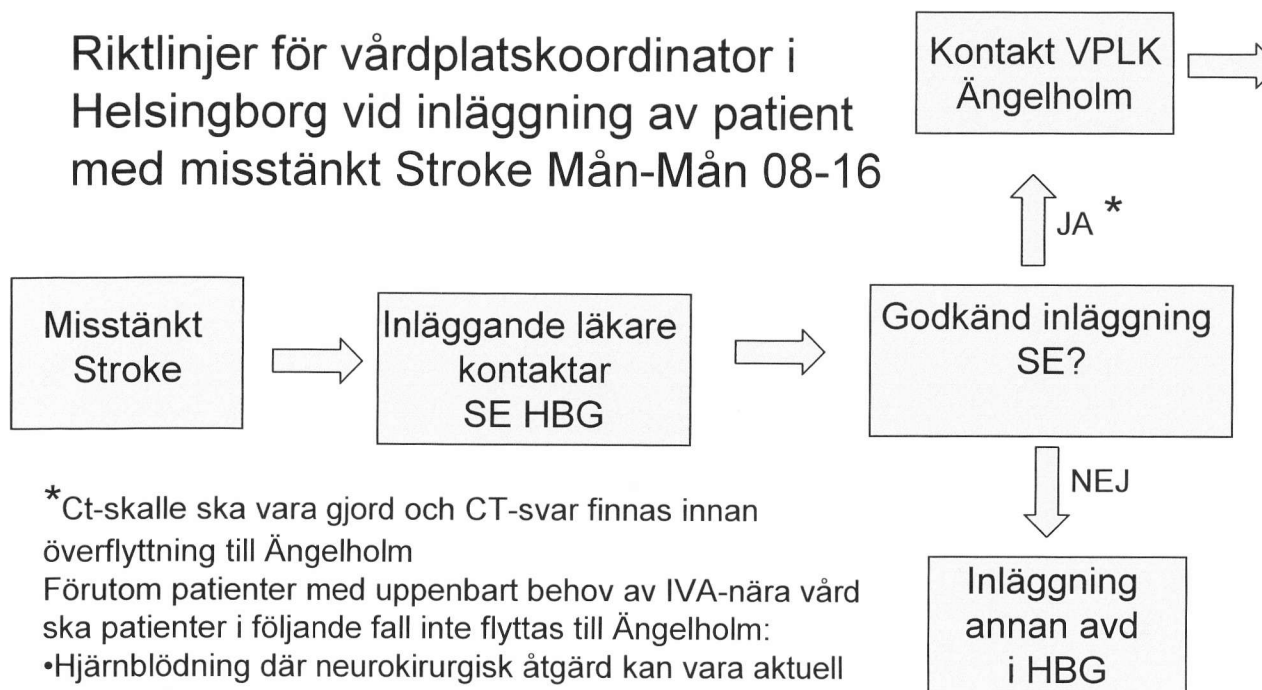 Riktlinjer för vårdplatskoordinator i
Helsingborg vid inläggning av patient
med misstänkt Stroke Mån-Mån 08-16
Kontakt VPLK
Ängelholm
JA *
Misstänkt
Stroke
Inläggande läkare
kontaktar
SE HBG
Godkänd inläggning
SE?
NEJ
Inläggning
annan avd
i HBG
*Ct-skalle ska vara gjord och CT-svar finnas innan
överflyttning till Ängelholm
Förutom patienter med uppenbart behov av IVA-nära vård
ska patienter i följande fall inte flyttas till Ängelholm:
•Hjärnblödning där neurokirurgisk åtgärd kan vara aktuell